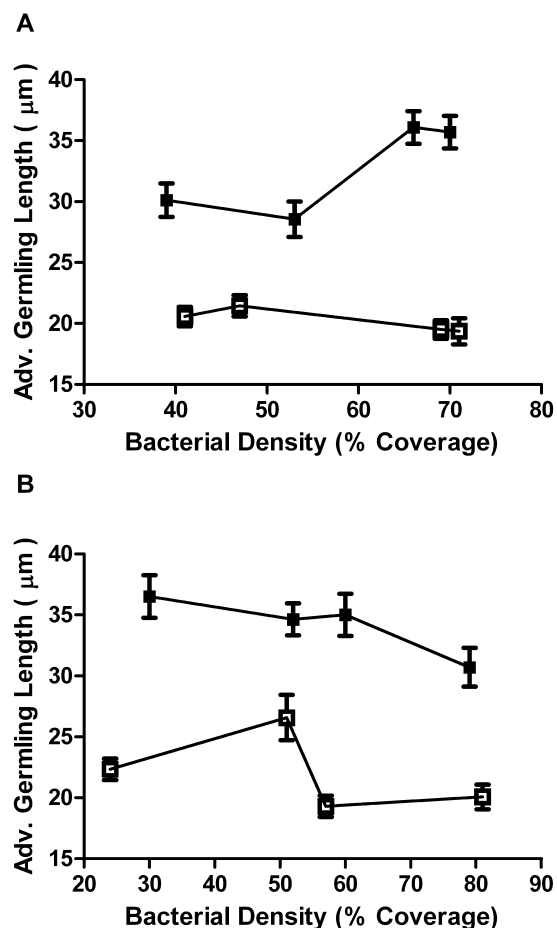 A
Adv. Germling Length ( μm )
40
35
30
25
20
15
30 40 50 60 70 80
Bacterial Density (% Coverage)
B
Adv. Germling Length ( μm )
40
35
30
25
20
15
20 30 40 50 60 70 80 90
Bacterial Density (% Coverage)